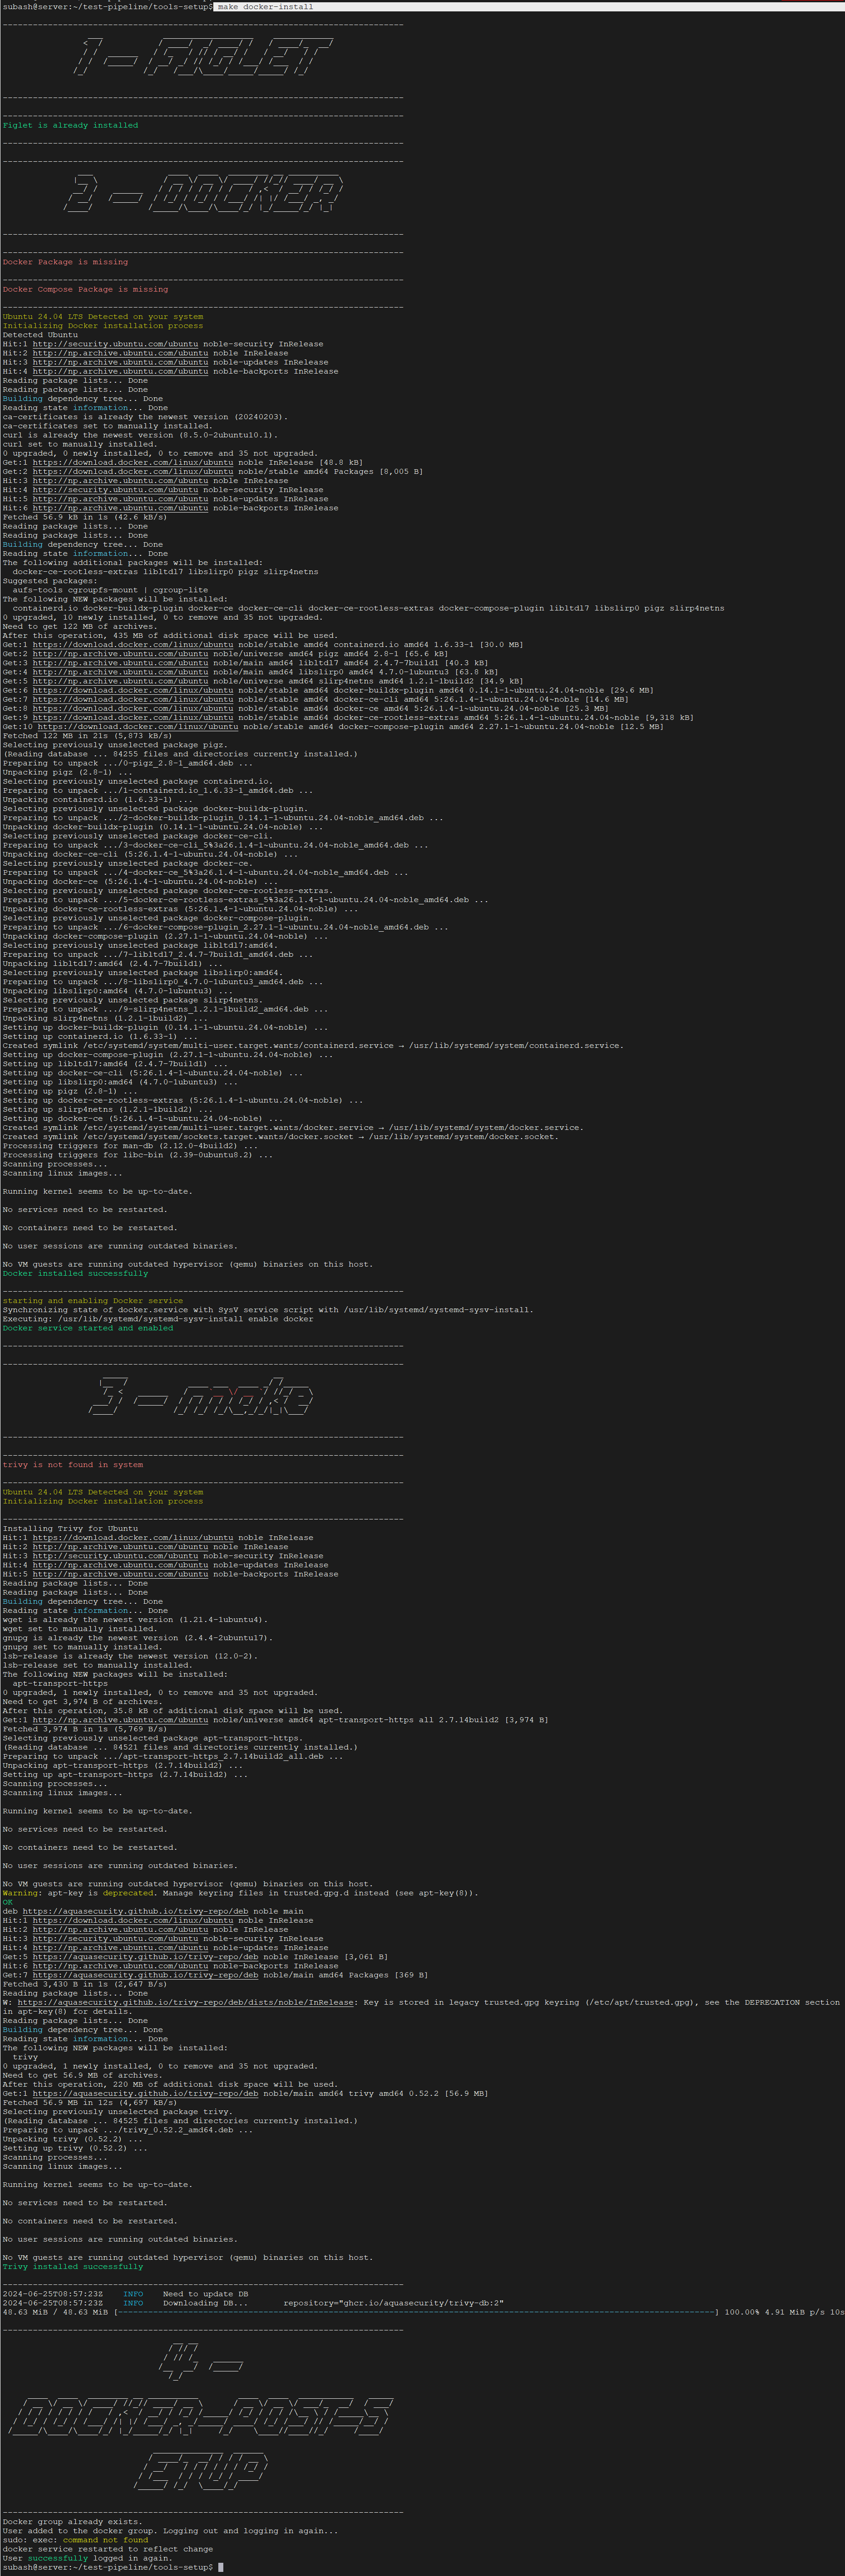 subash@server:~/test-pipeline/tools-setup$ make docker-install
--------------------------------------------------------------------------------
1 - FIGLET
--------------------------------------------------------------------------------
--------------------------------------------------------------------------------
Figlet is already installed
--------------------------------------------------------------------------------
--------------------------------------------------------------------------------
2 - DOCKER
--------------------------------------------------------------------------------
--------------------------------------------------------------------------------
Docker Package is missing
--------------------------------------------------------------------------------
Docker Compose Package is missing
--------------------------------------------------------------------------------
Ubuntu 24.04 LTS Detected on your system
Initializing Docker installation process
Detected Ubuntu
Hit:1 http://security.ubuntu.com/ubuntu noble-security InRelease
Hit:2 http://np.archive.ubuntu.com/ubuntu noble InRelease
Hit:3 http://np.archive.ubuntu.com/ubuntu noble-updates InRelease
Hit:4 http://np.archive.ubuntu.com/ubuntu noble-backports InRelease
Reading package lists... Done
Reading package lists... Done
Building dependency tree... Done
Reading state information... Done
ca-certificates is already the newest version (20240203).
ca-certificates set to manually installed.
curl is already the newest version (8.5.0-2ubuntu10.1).
curl set to manually installed.
0 upgraded, 0 newly installed, 0 to remove and 35 not upgraded.
Get:1 https://download.docker.com/linux/ubuntu noble InRelease [48.8 kB]
Get:2 https://download.docker.com/linux/ubuntu noble/stable amd64 Packages [8,005 B]
Hit:3 http://np.archive.ubuntu.com/ubuntu noble InRelease
Hit:4 http://security.ubuntu.com/ubuntu noble-security InRelease
Hit:5 http://np.archive.ubuntu.com/ubuntu noble-updates InRelease
Hit:6 http://np.archive.ubuntu.com/ubuntu noble-backports InRelease
Fetched 56.9 kB in 1s (42.6 kB/s)
Reading package lists... Done
Reading package lists... Done
Building dependency tree... Done
Reading state information... Done
The following additional packages will be installed:
docker-ce-rootless-extras libltdl7 libslirp0 pigz slirp4netns
Suggested packages:
aufs-tools cgroupfs-mount | cgroup-lite
The following NEW packages will be installed:
containerd.io docker-buildx-plugin docker-ce docker-ce-cli docker-ce-rootless-extras docker-compose-plugin libltdl7 libslirp0 pigz slirp4netns
0 upgraded, 10 newly installed, 0 to remove and 35 not upgraded.
Need to get 122 MB of archives.
After this operation, 435 MB of additional disk space will be used.
Get:1 https://download.docker.com/linux/ubuntu noble/stable amd64 containerd.io amd64 1.6.33-1 [30.0 MB]
Get:2 http://np.archive.ubuntu.com/ubuntu noble/universe amd64 pigz amd64 2.8-1 [65.6 kB]
Get:3 http://np.archive.ubuntu.com/ubuntu noble/main amd64 libltdl7 amd64 2.4.7-7build1 [40.3 kB]
Get:4 http://np.archive.ubuntu.com/ubuntu noble/main amd64 libslirp0 amd64 4.7.0-1ubuntu3 [63.8 kB]
Get:5 http://np.archive.ubuntu.com/ubuntu noble/universe amd64 slirp4netns amd64 1.2.1-1build2 [34.9 kB]
Get:6 https://download.docker.com/linux/ubuntu noble/stable amd64 docker-buildx-plugin amd64 0.14.1-1~ubuntu.24.04~noble [29.6 MB]
Get:7 https://download.docker.com/linux/ubuntu noble/stable amd64 docker-ce-cli amd64 5:26.1.4-1~ubuntu.24.04~noble [14.6 MB]
Get:8 https://download.docker.com/linux/ubuntu noble/stable amd64 docker-ce amd64 5:26.1.4-1~ubuntu.24.04~noble [25.3 MB]
Get:9 https://download.docker.com/linux/ubuntu noble/stable amd64 docker-ce-rootless-extras amd64 5:26.1.4-1~ubuntu.24.04~noble [9,318 kB]
Get:10 https://download.docker.com/linux/ubuntu noble/stable amd64 docker-compose-plugin amd64 2.27.1-1~ubuntu.24.04~noble [12.5 MB]
Fetched 122 MB in 21s (5,873 kB/s)
Selecting previously unselected package pigz.
(Reading database ... 84255 files and directories currently installed.)
Preparing to unpack .../0-pigz_2.8-1_amd64.deb ...
Unpacking pigz (2.8-1) ...
Selecting previously unselected package containerd.io.
Preparing to unpack .../1-containerd.io_1.6.33-1_amd64.deb ...
Unpacking containerd.io (1.6.33-1) ...
Selecting previously unselected package docker-buildx-plugin.
Preparing to unpack .../2-docker-buildx-plugin_0.14.1-1~ubuntu.24.04~noble_amd64.deb ...
Unpacking docker-buildx-plugin (0.14.1-1~ubuntu.24.04~noble) ...
Selecting previously unselected package docker-ce-cli.
Preparing to unpack .../3-docker-ce-cli_5%3a26.1.4-1~ubuntu.24.04~noble_amd64.deb ...
Unpacking docker-ce-cli (5:26.1.4-1~ubuntu.24.04~noble) ...
Selecting previously unselected package docker-ce.
Preparing to unpack .../4-docker-ce_5%3a26.1.4-1~ubuntu.24.04~noble_amd64.deb ...
Unpacking docker-ce (5:26.1.4-1~ubuntu.24.04~noble) ...
Selecting previously unselected package docker-ce-rootless-extras.
Preparing to unpack .../5-docker-ce-rootless-extras_5%3a26.1.4-1~ubuntu.24.04~noble_amd64.deb ...
Unpacking docker-ce-rootless-extras (5:26.1.4-1~ubuntu.24.04~noble) ...
Selecting previously unselected package docker-compose-plugin.
Preparing to unpack .../6-docker-compose-plugin_2.27.1-1~ubuntu.24.04~noble_amd64.deb ...
Unpacking docker-compose-plugin (2.27.1-1~ubuntu.24.04~noble) ...
Selecting previously unselected package libltdl7:amd64.
Preparing to unpack .../7-libltdl7_2.4.7-7build1_amd64.deb ...
Unpacking libltdl7:amd64 (2.4.7-7build1) ...
Selecting previously unselected package libslirp0:amd64.
Preparing to unpack .../8-libslirp0_4.7.0-1ubuntu3_amd64.deb ...
Unpacking libslirp0:amd64 (4.7.0-1ubuntu3) ...
Selecting previously unselected package slirp4netns.
Preparing to unpack .../9-slirp4netns_1.2.1-1build2_amd64.deb ...
Unpacking slirp4netns (1.2.1-1build2) ...
Setting up docker-buildx-plugin (0.14.1-1~ubuntu.24.04~noble) ...
Setting up containerd.io (1.6.33-1) ...
Created symlink /etc/systemd/system/multi-user.target.wants/containerd.service → /usr/lib/systemd/system/containerd.service.
Setting up docker-compose-plugin (2.27.1-1~ubuntu.24.04~noble) ...
Setting up libltdl7:amd64 (2.4.7-7build1) ...
Setting up docker-ce-cli (5:26.1.4-1~ubuntu.24.04~noble) ...
Setting up libslirp0:amd64 (4.7.0-1ubuntu3) ...
Setting up pigz (2.8-1) ...
Setting up docker-ce-rootless-extras (5:26.1.4-1~ubuntu.24.04~noble) ...
Setting up slirp4netns (1.2.1-1build2) ...
Setting up docker-ce (5:26.1.4-1~ubuntu.24.04~noble) ...
Created symlink /etc/systemd/system/multi-user.target.wants/docker.service → /usr/lib/systemd/system/docker.service.
Created symlink /etc/systemd/system/sockets.target.wants/docker.socket → /usr/lib/systemd/system/docker.socket.
Processing triggers for man-db (2.12.0-4build2) ...
Processing triggers for libc-bin (2.39-0ubuntu8.2) ...
Scanning processes...
Scanning linux images...
Running kernel seems to be up-to-date.
No services need to be restarted.
No containers need to be restarted.
No user sessions are running outdated binaries.
No VM guests are running outdated hypervisor (qemu) binaries on this host.
Docker installed successfully
--------------------------------------------------------------------------------
starting and enabling Docker service
Synchronizing state of docker.service with SysV service script with /usr/lib/systemd/systemd-sysv-install.
Executing: /usr/lib/systemd/systemd-sysv-install enable docker
Docker service started and enabled
--------------------------------------------------------------------------------
--------------------------------------------------------------------------------
3 - make
--------------------------------------------------------------------------------
--------------------------------------------------------------------------------
trivy is not found in system
--------------------------------------------------------------------------------
Ubuntu 24.04 LTS Detected on your system
Initializing Docker installation process
--------------------------------------------------------------------------------
Installing Trivy for Ubuntu
Hit:1 https://download.docker.com/linux/ubuntu noble InRelease
Hit:2 http://np.archive.ubuntu.com/ubuntu noble InRelease
Hit:3 http://security.ubuntu.com/ubuntu noble-security InRelease
Hit:4 http://np.archive.ubuntu.com/ubuntu noble-updates InRelease
Hit:5 http://np.archive.ubuntu.com/ubuntu noble-backports InRelease
Reading package lists... Done
Reading package lists... Done
Building dependency tree... Done
Reading state information... Done
wget is already the newest version (1.21.4-1ubuntu4).
wget set to manually installed.
gnupg is already the newest version (2.4.4-2ubuntu17).
gnupg set to manually installed.
lsb-release is already the newest version (12.0-2).
lsb-release set to manually installed.
The following NEW packages will be installed:
apt-transport-https
0 upgraded, 1 newly installed, 0 to remove and 35 not upgraded.
Need to get 3,974 B of archives.
After this operation, 35.8 kB of additional disk space will be used.
Get:1 http://np.archive.ubuntu.com/ubuntu noble/universe amd64 apt-transport-https all 2.7.14build2 [3,974 B]
Fetched 3,974 B in 1s (5,769 B/s)
Selecting previously unselected package apt-transport-https.
(Reading database ... 84521 files and directories currently installed.)
Preparing to unpack .../apt-transport-https_2.7.14build2_all.deb ...
Unpacking apt-transport-https (2.7.14build2) ...
Setting up apt-transport-https (2.7.14build2) ...
Scanning processes...
Scanning linux images...
Running kernel seems to be up-to-date.
No services need to be restarted.
No containers need to be restarted.
No user sessions are running outdated binaries.
No VM guests are running outdated hypervisor (qemu) binaries on this host.
Warning: apt-key is deprecated. Manage keyring files in trusted.gpg.d instead (see apt-key(8)).
OK
deb https://aquasecurity.github.io/trivy-repo/deb noble main
Hit:1 https://download.docker.com/linux/ubuntu noble InRelease
Hit:2 http://np.archive.ubuntu.com/ubuntu noble InRelease
Hit:3 http://security.ubuntu.com/ubuntu noble-security InRelease
Hit:4 http://np.archive.ubuntu.com/ubuntu noble-updates InRelease
Get:5 https://aquasecurity.github.io/trivy-repo/deb noble InRelease [3,061 B]
Hit:6 http://np.archive.ubuntu.com/ubuntu noble-backports InRelease
Get:7 https://aquasecurity.github.io/trivy-repo/deb noble/main amd64 Packages [369 B]
Fetched 3,430 B in 1s (2,647 B/s)
Reading package lists... Done
W: https://aquasecurity.github.io/trivy-repo/deb/dists/noble/InRelease: Key is stored in legacy trusted.gpg keyring (/etc/apt/trusted.gpg), see the DEPRECATION section
in apt-key(8) for details.
Reading package lists... Done
Building dependency tree... Done
Reading state information... Done
The following NEW packages will be installed:
trivy
0 upgraded, 1 newly installed, 0 to remove and 35 not upgraded.
Need to get 56.9 MB of archives.
After this operation, 220 MB of additional disk space will be used.
Get:1 https://aquasecurity.github.io/trivy-repo/deb noble/main amd64 trivy amd64 0.52.2 [56.9 MB]
Fetched 56.9 MB in 12s (4,697 kB/s)
Selecting previously unselected package trivy.
(Reading database ... 84525 files and directories currently installed.)
Preparing to unpack .../trivy_0.52.2_amd64.deb ...
Unpacking trivy (0.52.2) ...
Setting up trivy (0.52.2) ...
Scanning processes...
Scanning linux images...
Running kernel seems to be up-to-date.
No services need to be restarted.
No containers need to be restarted.
No user sessions are running outdated binaries.
No VM guests are running outdated hypervisor (qemu) binaries on this host.
Trivy installed successfully
--------------------------------------------------------------------------------
2024-06-25T08:57:23Z INFO Need to update DB
2024-06-25T08:57:23Z INFO Downloading DB... repository="ghcr.io/aquasecurity/trivy-db:2"
48.63 MiB / 48.63 MiB [----------------------------------------------------------------------] 100.00% 4.91 MiB p/s 10s
--------------------------------------------------------------------------------
4 -
DOCKER-POST-
SETUP
--------------------------------------------------------------------------------
Docker group already exists.
User added to the docker group. Logging out and logging in again...
sudo: exec: command not found
docker service restarted to reflect change
User successfully logged in again.
subash@server:~/test-pipeline/tools-setup$